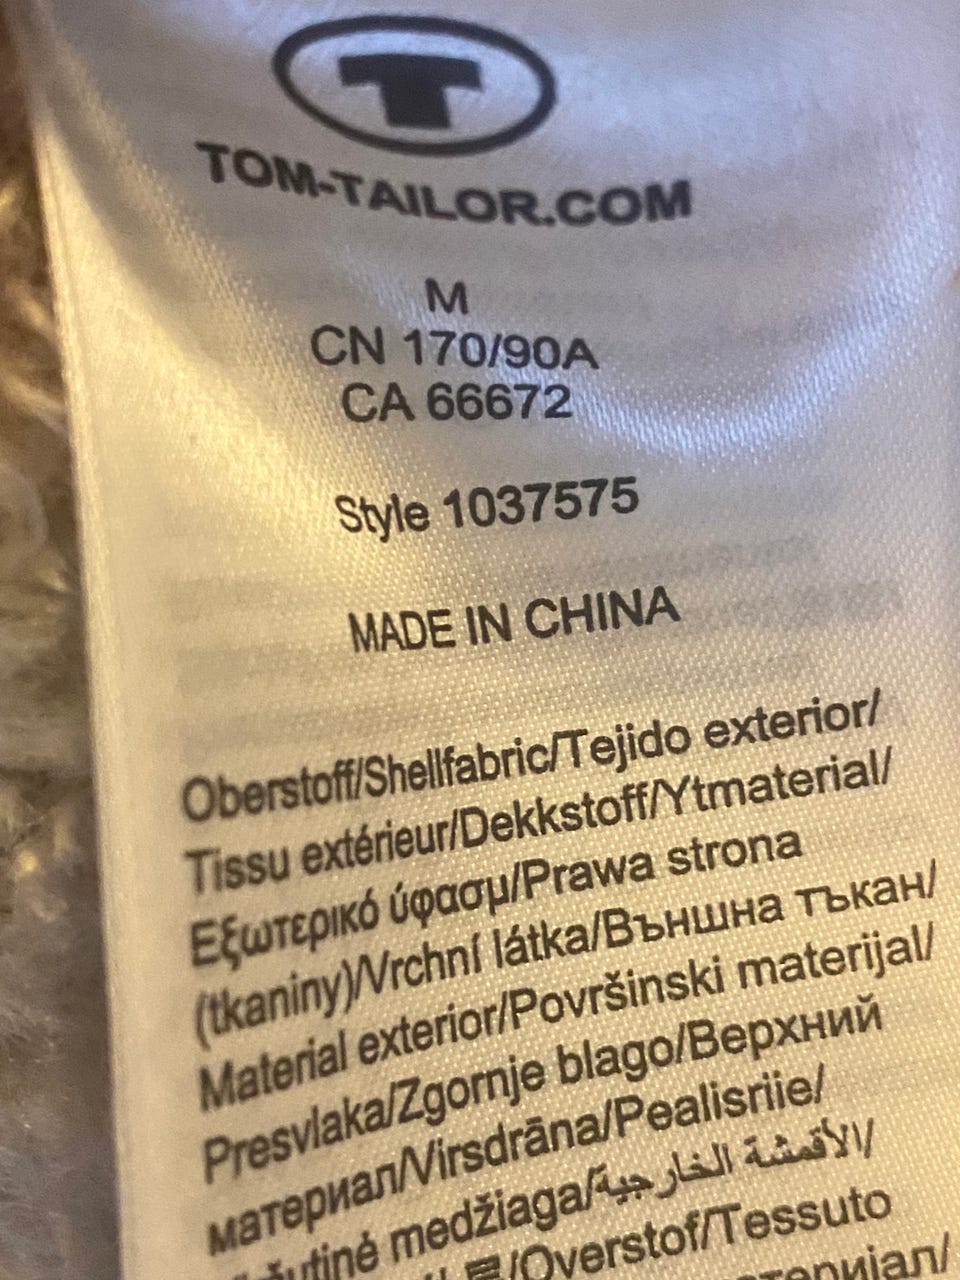 T
TOM-TAILOR.COM
M
CN 170/90A
CA 66672
Style 1037575
MADE IN CHINA
Oberstoff/Shellfabric/Tejido exterior/
Tissu extérieur/Dekkstoff/Ytmaterial/
Εξωτερικό ύφασμ/Prawa strona
(tkaniny)/Vrchní látka/Външна тъкан/
Material exterior/Površinski materijal/
Presvlaka/Zgornje blago/Верхний
материал/Virsdrāna/Pealisriie/
medžiaga/الأقمشة الخارجية/
/Overstof/Tessuto